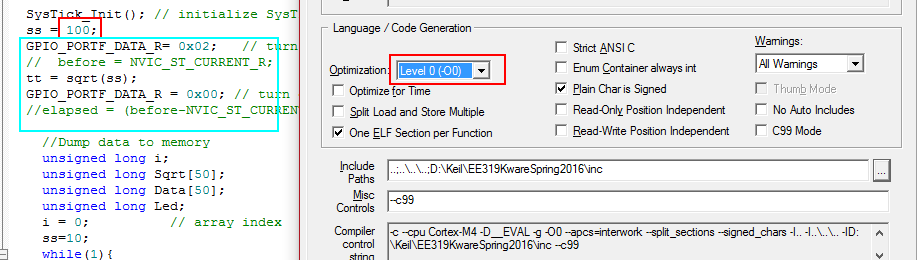 SysTick_Init(); // initialize SysT
ss = 100;
GPIO_PORTF_DATA_R= 0x02;   // turn
//  before = NVIC_ST_CURRENT_R;
tt = sqrt(ss);
GPIO_PORTF_DATA_R = 0x00; // turn
//elapsed = (before-NVIC_ST_CURRENT
//Dump data to memory
unsigned long i;
unsigned long Sqrt[50];
unsigned long Data[50];
unsigned long Led;
i = 0;          // array index
ss=10;
while(1){
Language / Code Generation
Optimization: Level 0 (-O0)
Optimize for Time
Split Load and Store Multiple
One ELF Section per Function
Strict ANSI C
Enum Container always int
Plain Char is Signed
Read-Only Position Independent
Read-Write Position Independent
Warnings:
All Warnings
Thumb Mode
No Auto Includes
C99 Mode
Include Paths
..;..\..\..;D:\Keil\EE319KwareSpring2016\inc
...
Misc Controls
--c99
Compiler control string
-c --cpu Cortex-M4 -D__EVAL -g -O0 --apcs=interwork --split_sections --signed_chars -I.. -I..\..\.. -ID:
\Keil\EE319KwareSpring2016\inc --c99